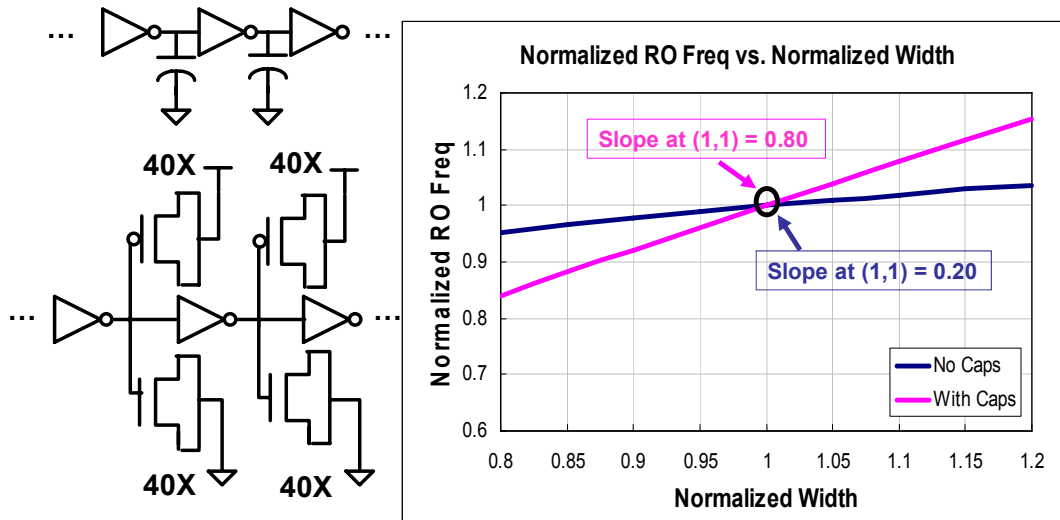 ... ...
40X 40X
... ...
40X 40X
Normalized RO Freq vs. Normalized Width
Normalized RO Freq
1.2
1.1
1
0.9
0.8
0.7
0.6
Slope at (1,1) = 0.80
Slope at (1,1) = 0.20
No Caps
With Caps
0.8 0.85 0.9 0.95 1 1.05 1.1 1.15 1.2
Normalized Width